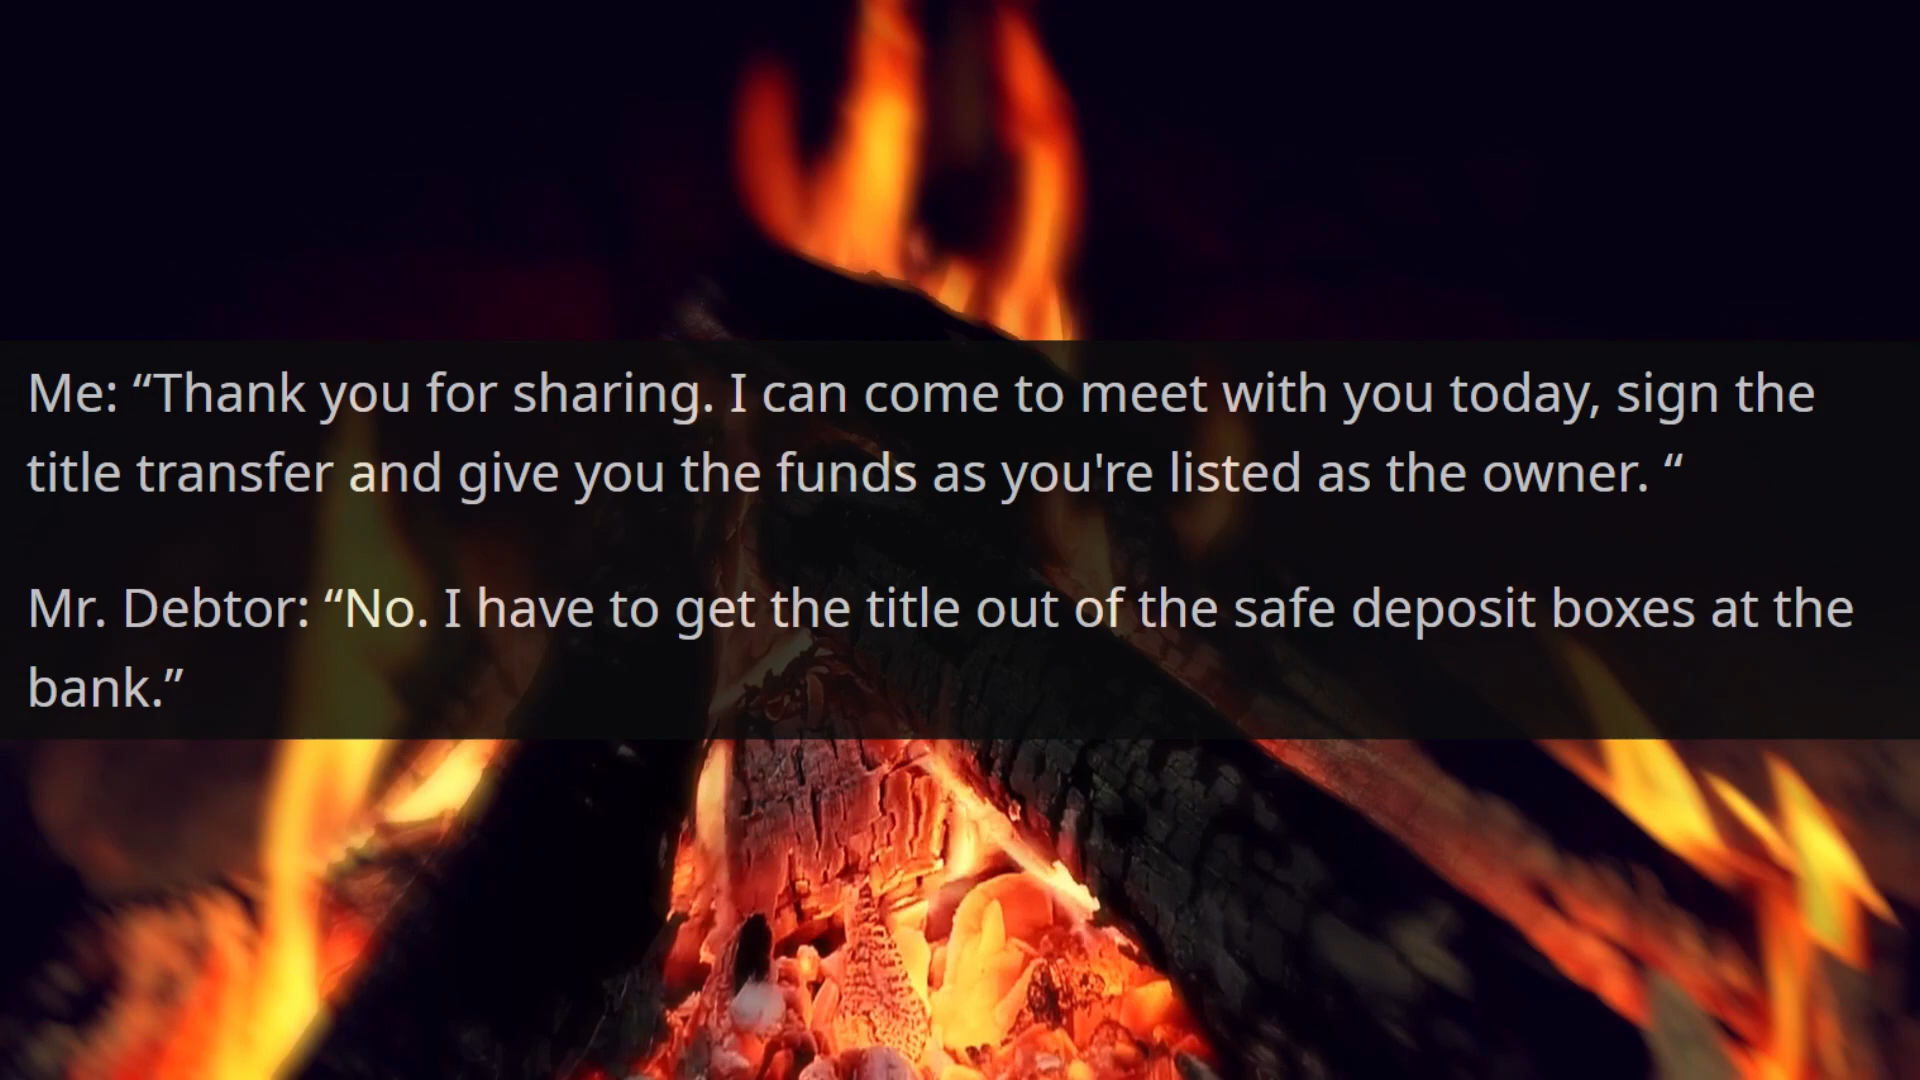 Me: “Thank you for sharing. I can come to meet with you today, sign the
title transfer and give you the funds as you're listed as the owner. “
Mr. Debtor: “No. I have to get the title out of the safe deposit boxes at the
bank.”